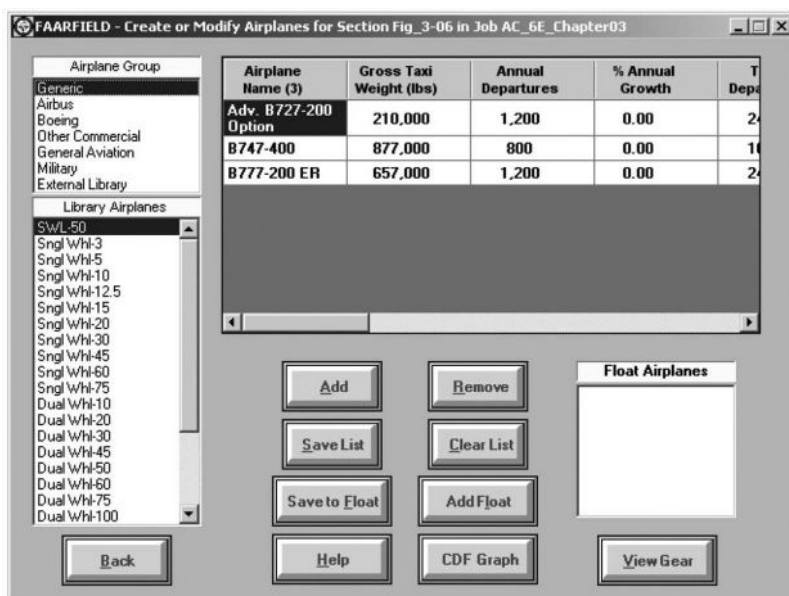 FAARFIELD - Create or Modify Airplanes for Section Fig_3-06 in Job AC_6E_Chapter03
Airplane Group
Generic
Airbus
Boeing
Other Commercial
General Aviation
Military
External Library
Library Airplanes
SWL-50
Sngl Whl-3
Sngl Whl-5
Sngl Whl-10
Sngl Whl-12.5
Sngl Whl-15
Sngl Whl-20
Sngl Whl-30
Sngl Whl-45
Sngl Whl-60
Sngl Whl-75
Dual Whl-10
Dual Whl-20
Dual Whl-30
Dual Whl-45
Dual Whl-50
Dual Whl-60
Dual Whl-75
Dual Whl-100
Airplane Gross Taxi Annual % Annual T
Name (3) Weight (lbs) Departures Growth Depa
Adv. B727-200
Option 210,000 1,200 0.00 24
B747-400 877,000 800 0.00 16
B777-200 ER 657,000 1,200 0.00 24
Add
Remove
Save List
Clear List
Save to Float
Add Float
Help
CDF Graph
Float Airplanes
Back
View Gear